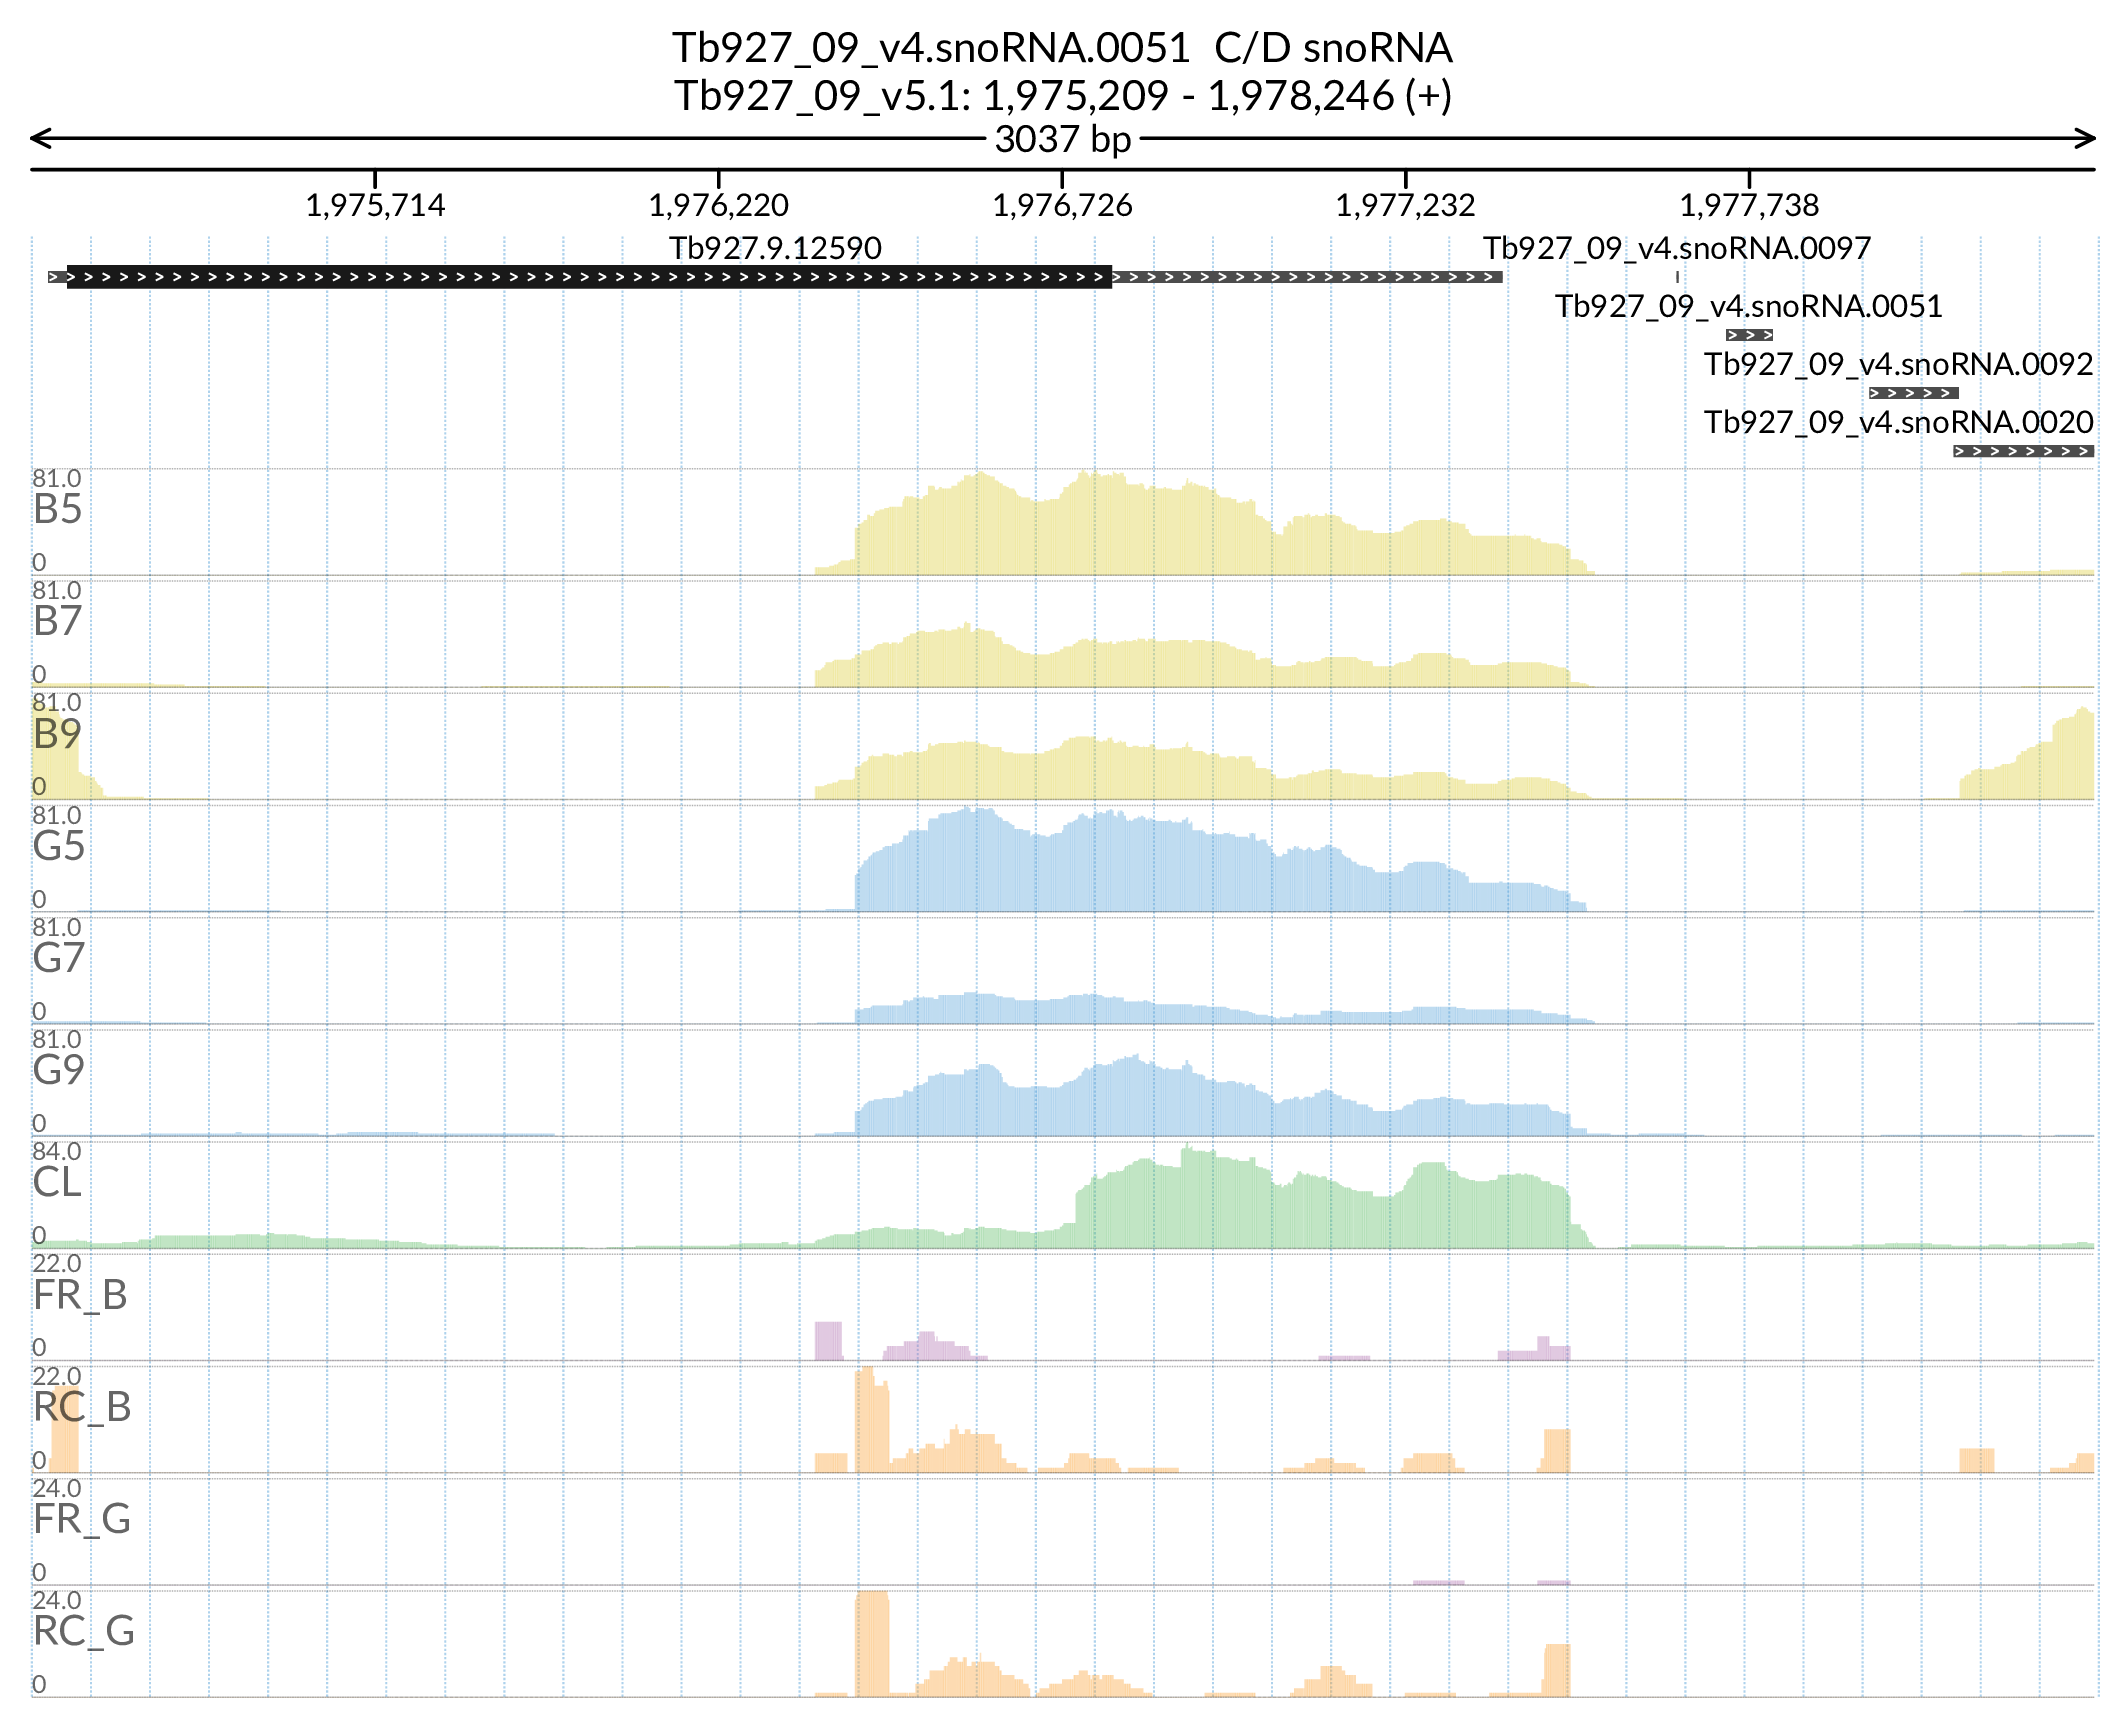 Tb927_09_v4.snoRNA.0051  C/D snoRNA
Tb927_09_v5.1: 1,975,209 - 1,978,246 (+)
3037 bp
1,975,714 1,976,220 1,976,726 1,977,232 1,977,738
Tb927.9.12590 Tb927_09_v4.snoRNA.0097
Tb927_09_v4.snoRNA.0051
Tb927_09_v4.snoRNA.0092
Tb927_09_v4.snoRNA.0020
81.0
B5
0
81.0
B7
0
81.0
B9
0
81.0
G5
0
81.0
G7
0
81.0
G9
0
84.0
CL
0
22.0
FR_B
0
22.0
RC_B
0
24.0
FR_G
0
24.0
RC_G
0